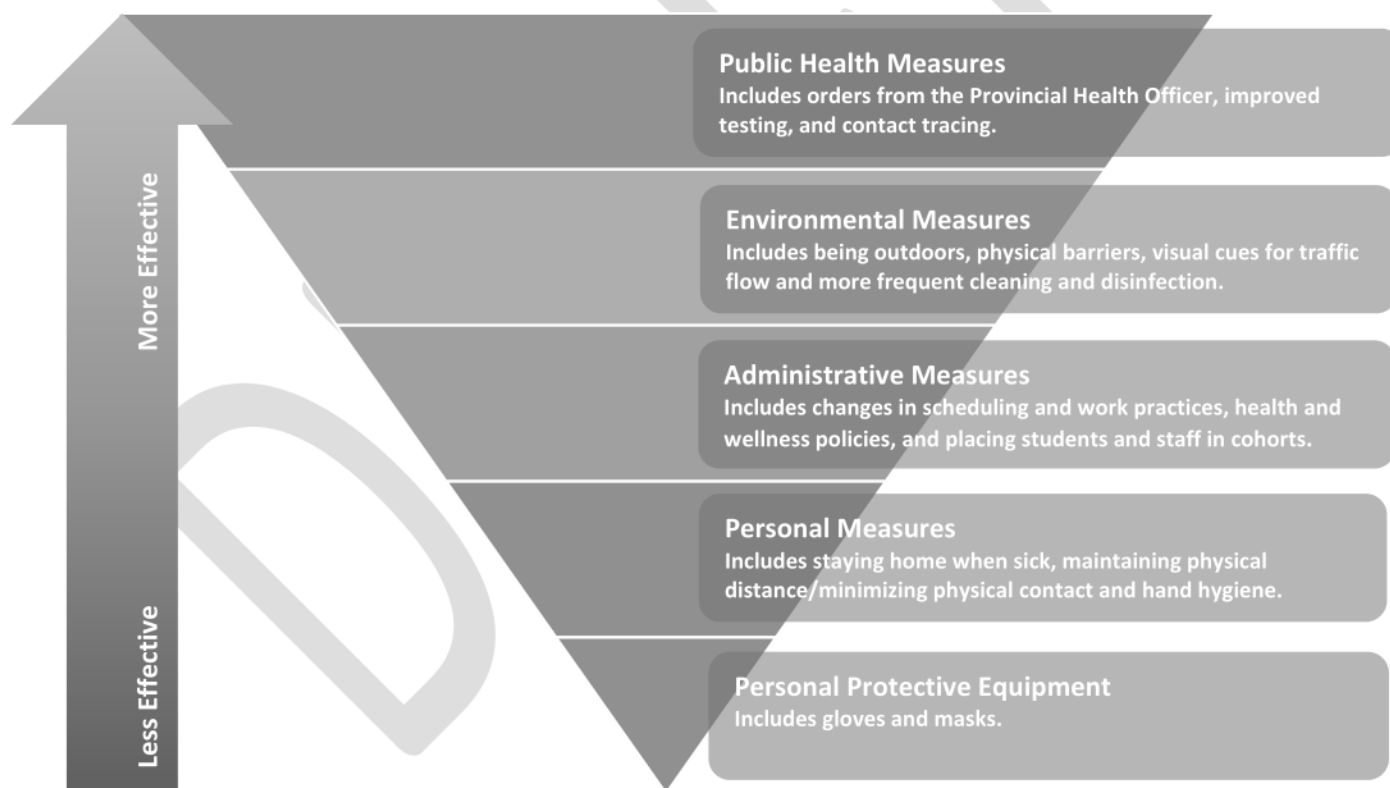 Public Health Measures
Includes orders from the Provincial Health Officer, improved
testing, and contact tracing.
More Effective
Environmental Measures
Includes being outdoors, physical barriers, visual cues for traffic
flow and more frequent cleaning and disinfection.
Administrative Measures
Includes changes in scheduling and work practices, health and
wellness policies, and placing students and staff in cohorts.
Personal Measures
Includes staying home when sick, maintaining physical
distance/minimizing physical contact and hand hygiene.
Less Effective
Personal Protective Equipment
Includes gloves and masks.